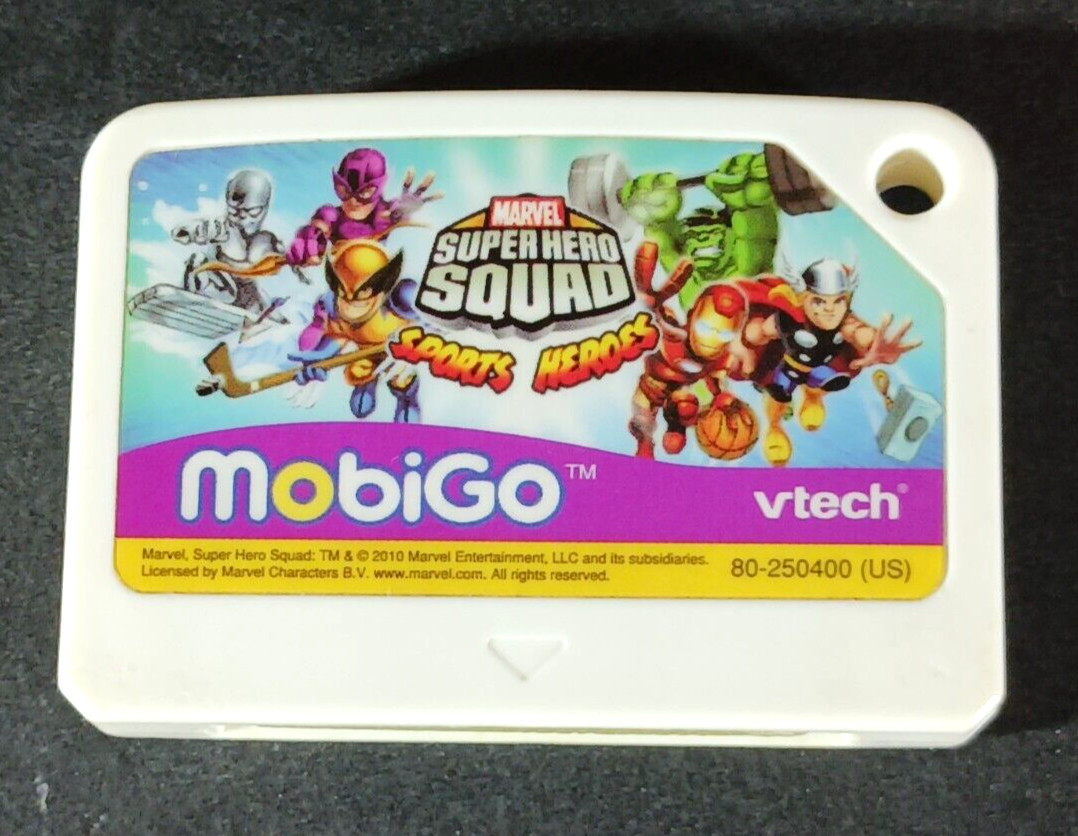 MARVEL
SUPER HERO
SQUAD
SPORTS HEROES
mobiGo™
vtech®
Marvel, Super Hero Squad: TM & © 2010 Marvel Entertainment, LLC and its subsidiaries.
Licensed by Marvel Characters B.V. www.marvel.com. All rights reserved.
80-250400 (US)